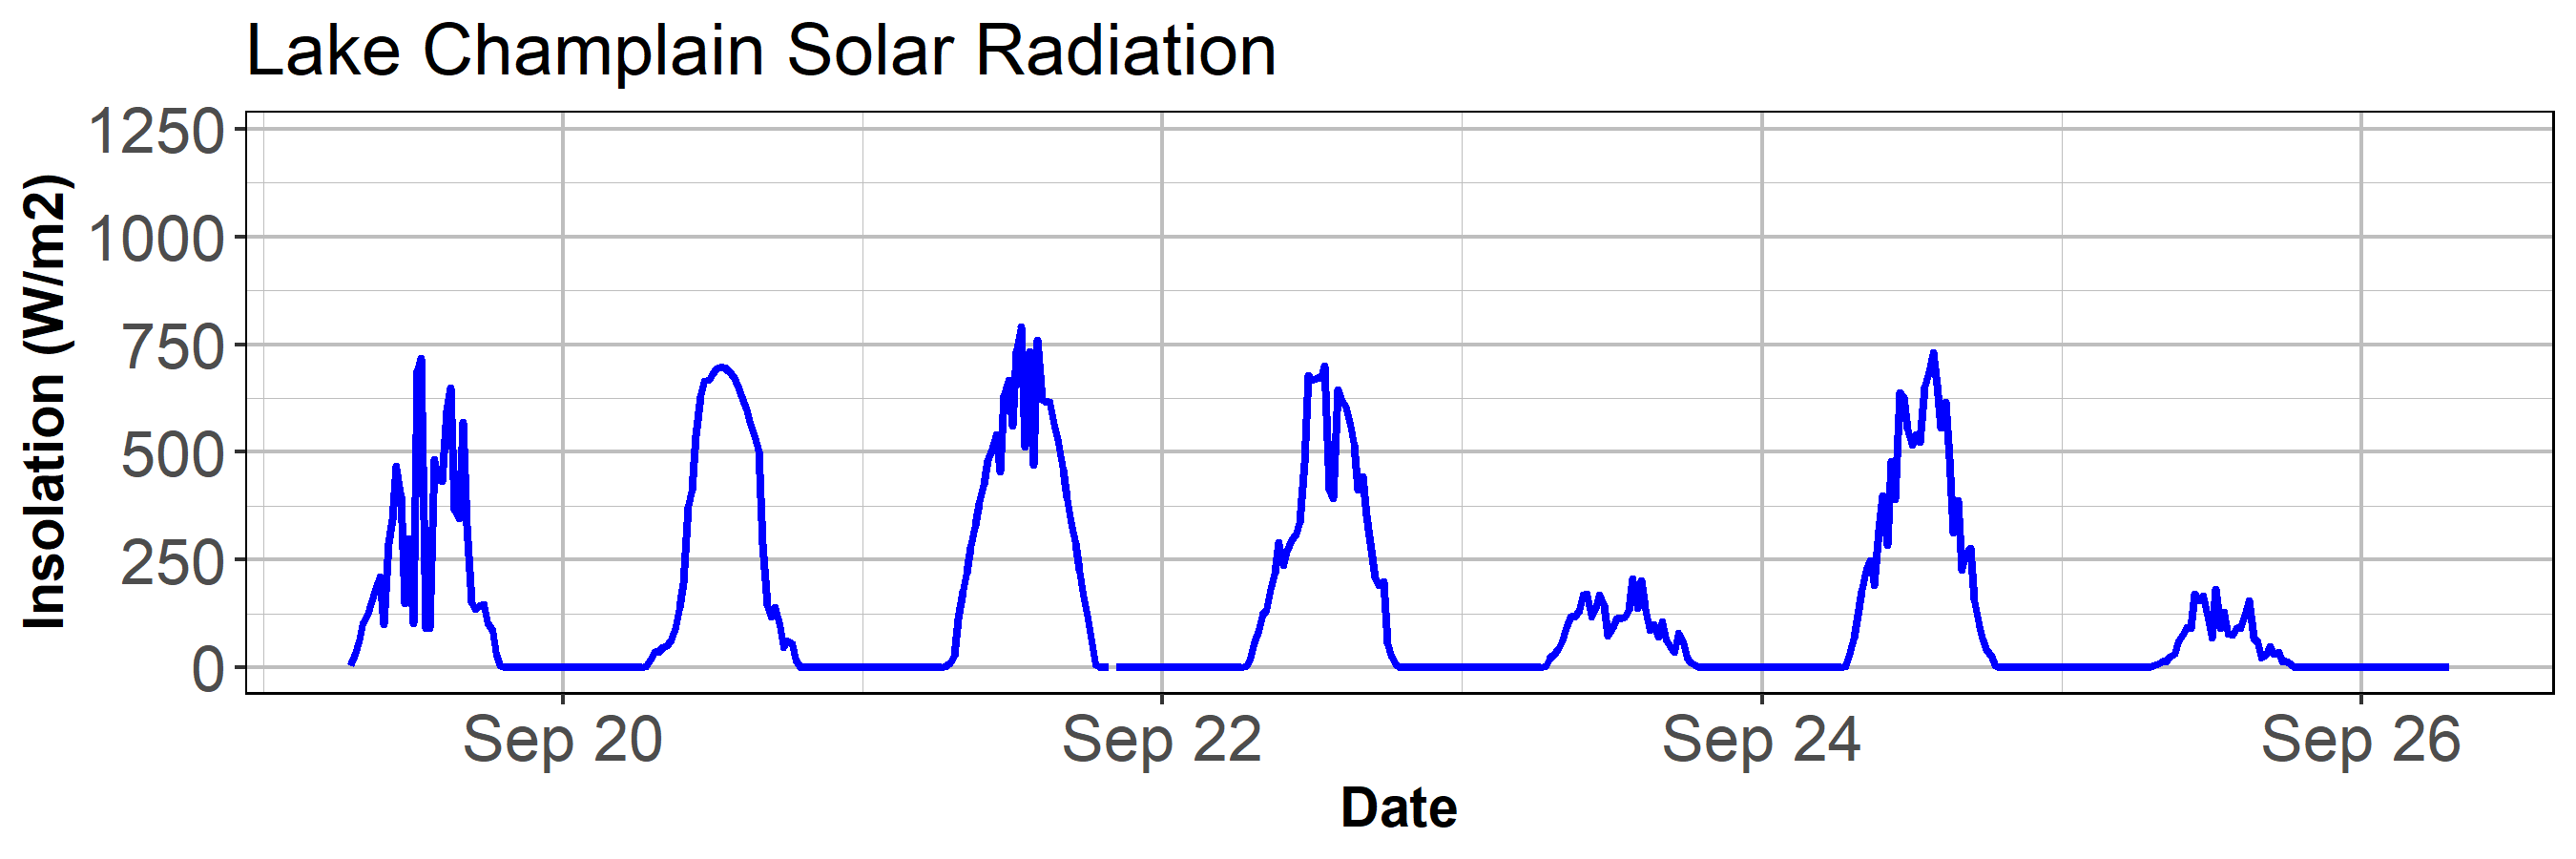 Lake Champlain Solar Radiation
1250
1000
750
500
250
0
Insolation (W/m2)
Sep 20 Sep 22 Sep 24 Sep 26
Date